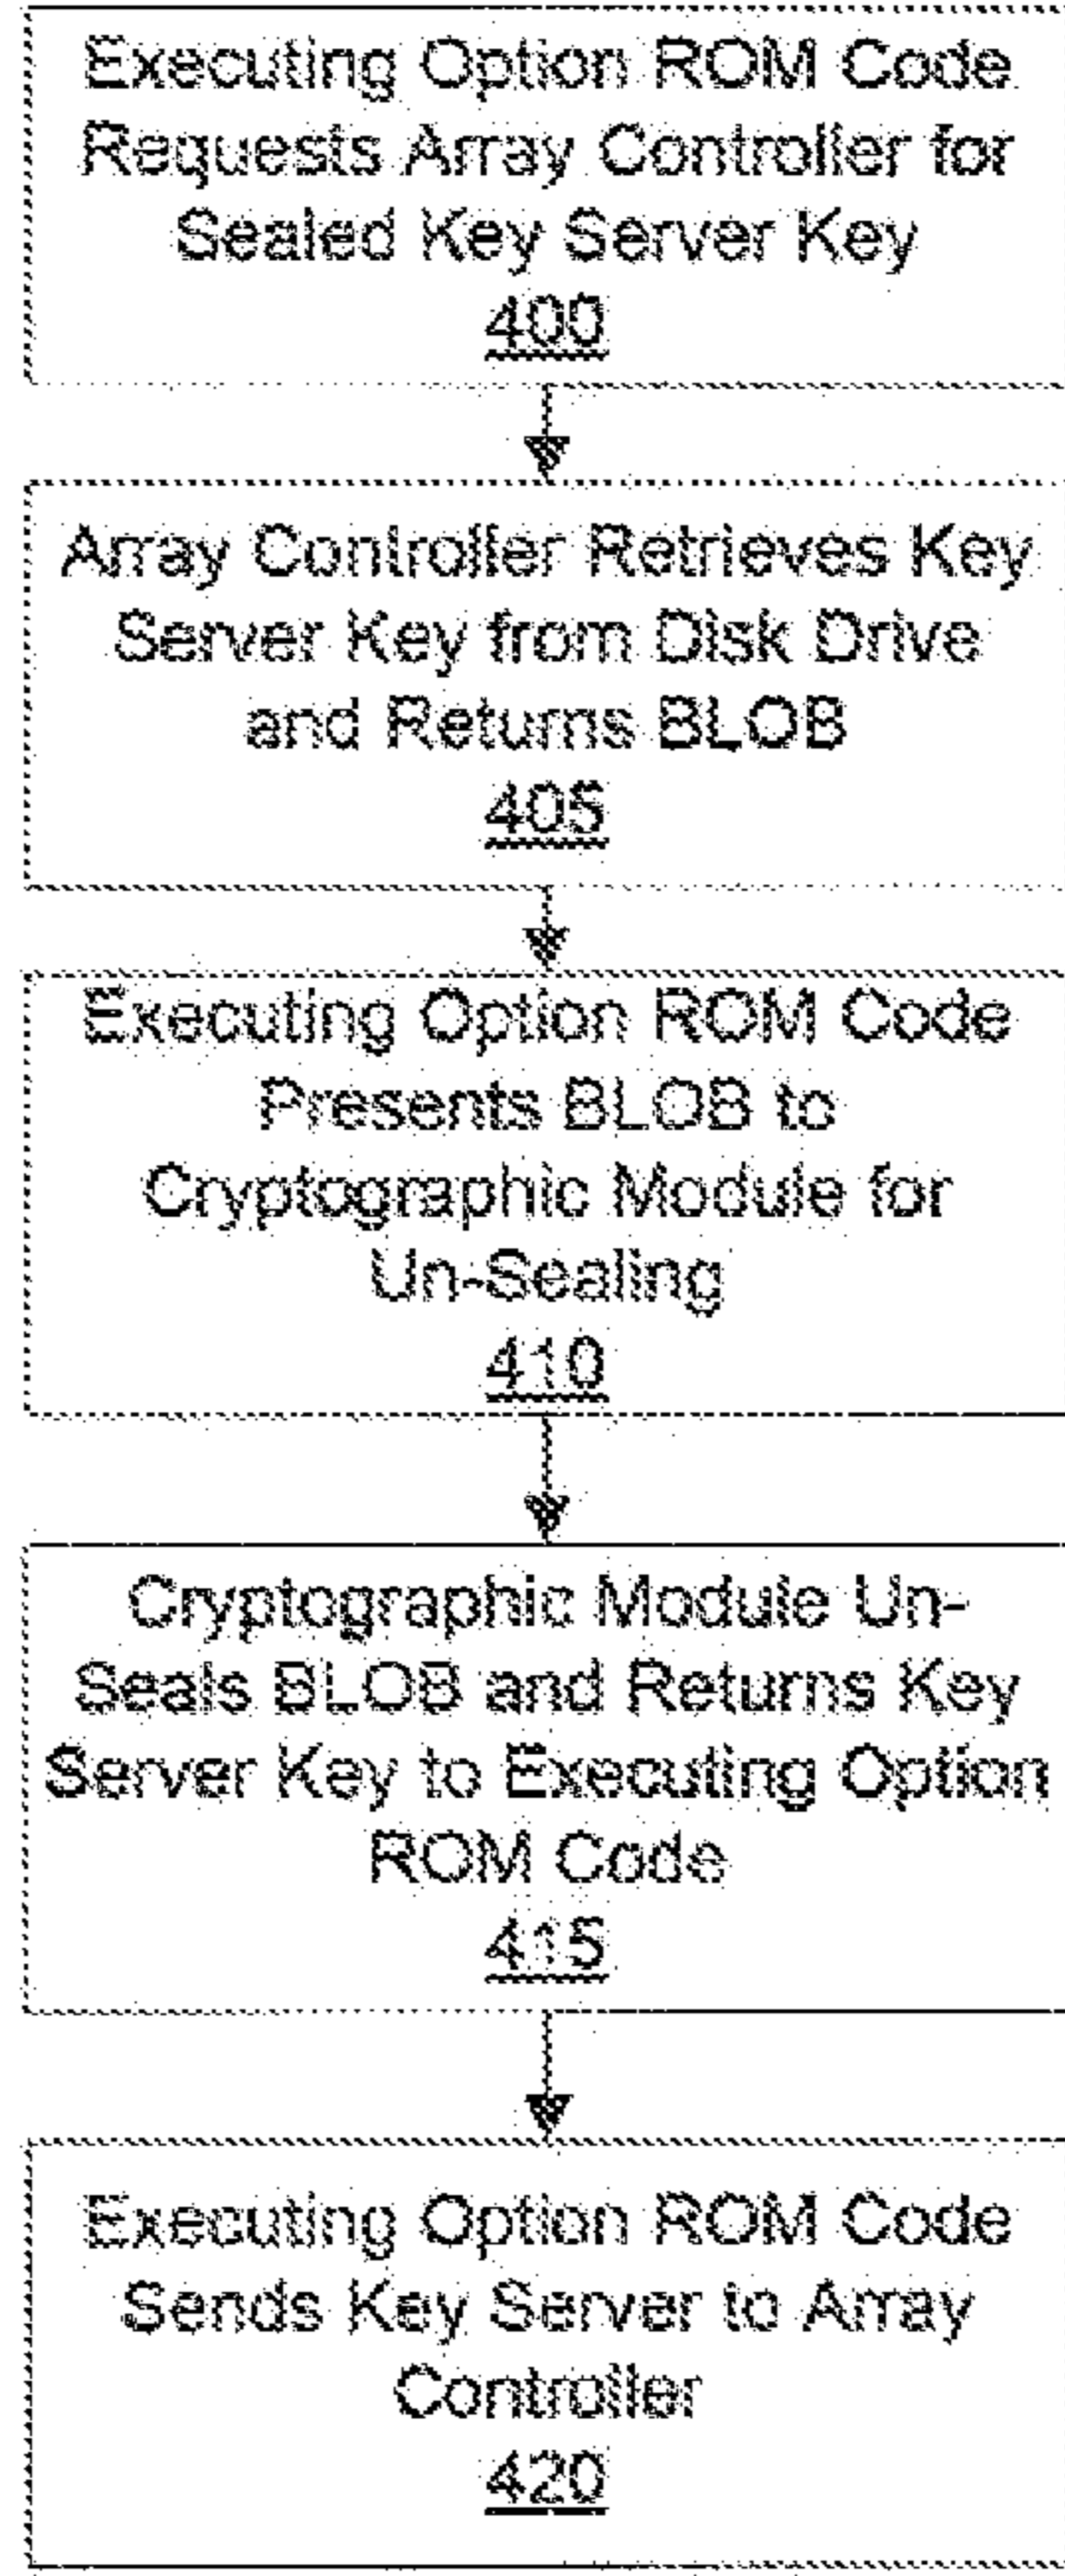 Executing Option ROM Code
Requests Array Controller for
Sealed Key Server Key
400
Array Controller Retrieves Key
Server Key from Disk Drive
and Returns BLOB
405
Executing Option ROM Code
Presents BLOB to
Cryptographic Module for
Un-Sealing
410
Cryptographic Module Un-
Seals BLOB and Returns Key
Server Key to Executing Option
ROM Code
415
Executing Option ROM Code
Sends Key Server to Array
Controller
420